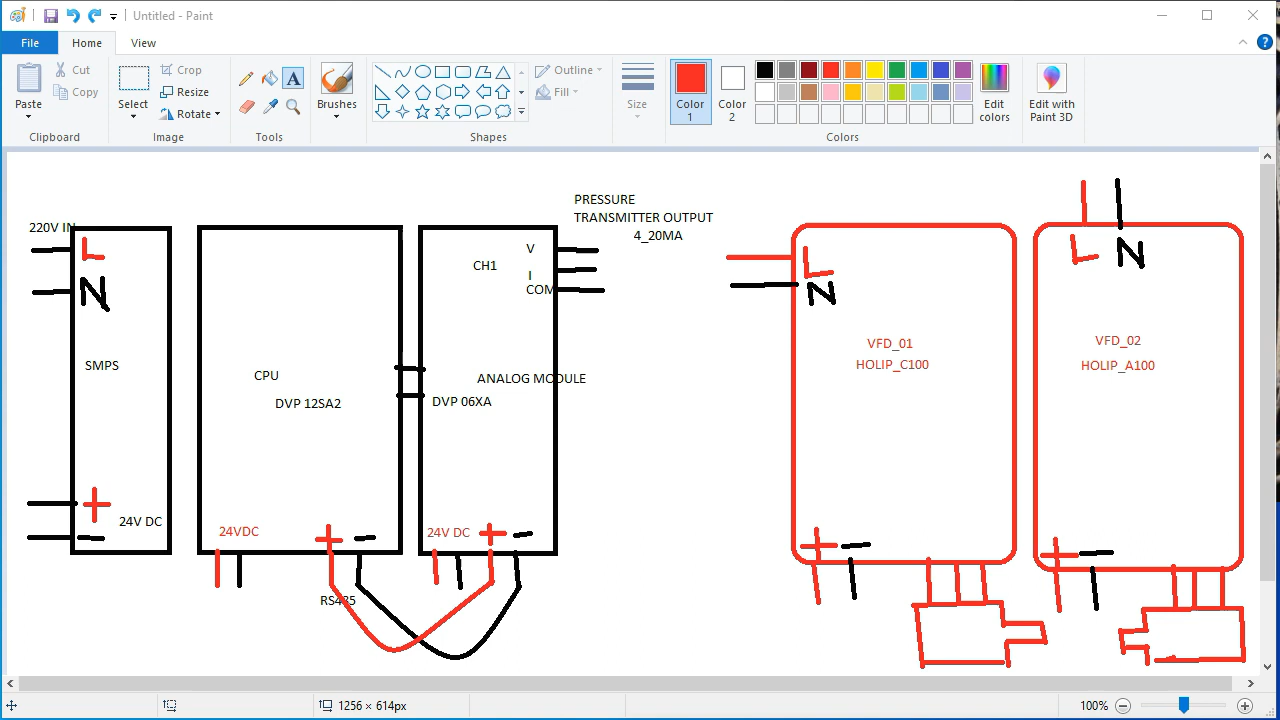 Untitled - Paint
File
Home
View
Paste
Cut
Copy
Clipboard
Select
Crop
Resize
Rotate
Image
Tools
Brushes
Shapes
Outline
Fill
Size
Color 1
Color 2
Edit colors
Edit with Paint 3D
Colors
220V IN
L
N
SMPS
+
24V DC
-
CPU
DVP 12SA2
24VDC
+ -
RS485
V
CH1
I
COM
ANALOG MODULE
DVP 06XA
24V DC + -
PRESSURE
TRANSMITTER OUTPUT
4_20MA
L
N
VFD_01
HOLIP_C100
+ -
L N
VFD_02
HOLIP_A100
+ -
1256 × 614px
100%